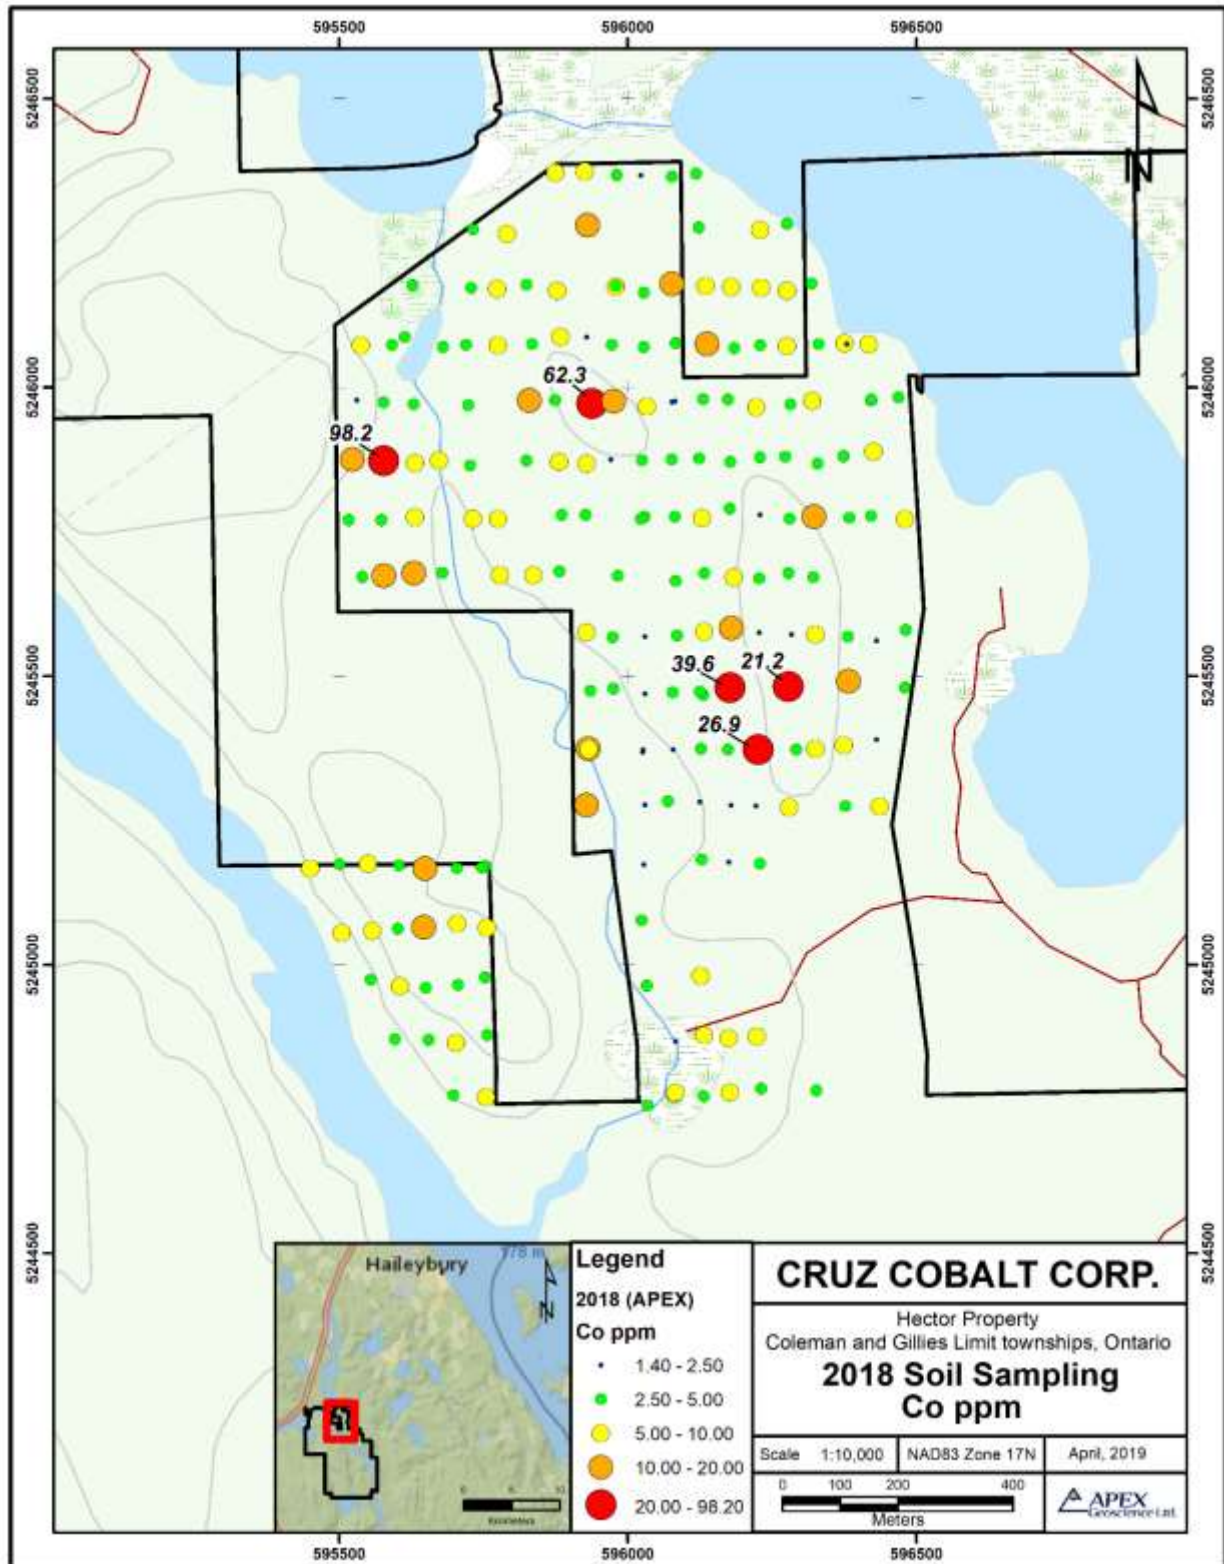 595500 596000 596500
5246500 5246500
N
5246000 5246000
62.3
98.2
5245500 5245500
39.6 21.2
26.9
5245000 5245000
5244500 5244500
Haileybury
178 m
N
Kilometers
Legend
2018 (APEX)
Co ppm
1.40 - 2.50
2.50 - 5.00
5.00 - 10.00
10.00 - 20.00
20.00 - 98.20
CRUZ COBALT CORP.
Hector Property
Coleman and Gillies Limit townships, Ontario
2018 Soil Sampling
Co ppm
Scale 1:10,000 NAD83 Zone 17N April, 2019
0 100 200 400
Meters
APEX
Geoscience Ltd.
595500 596000 596500